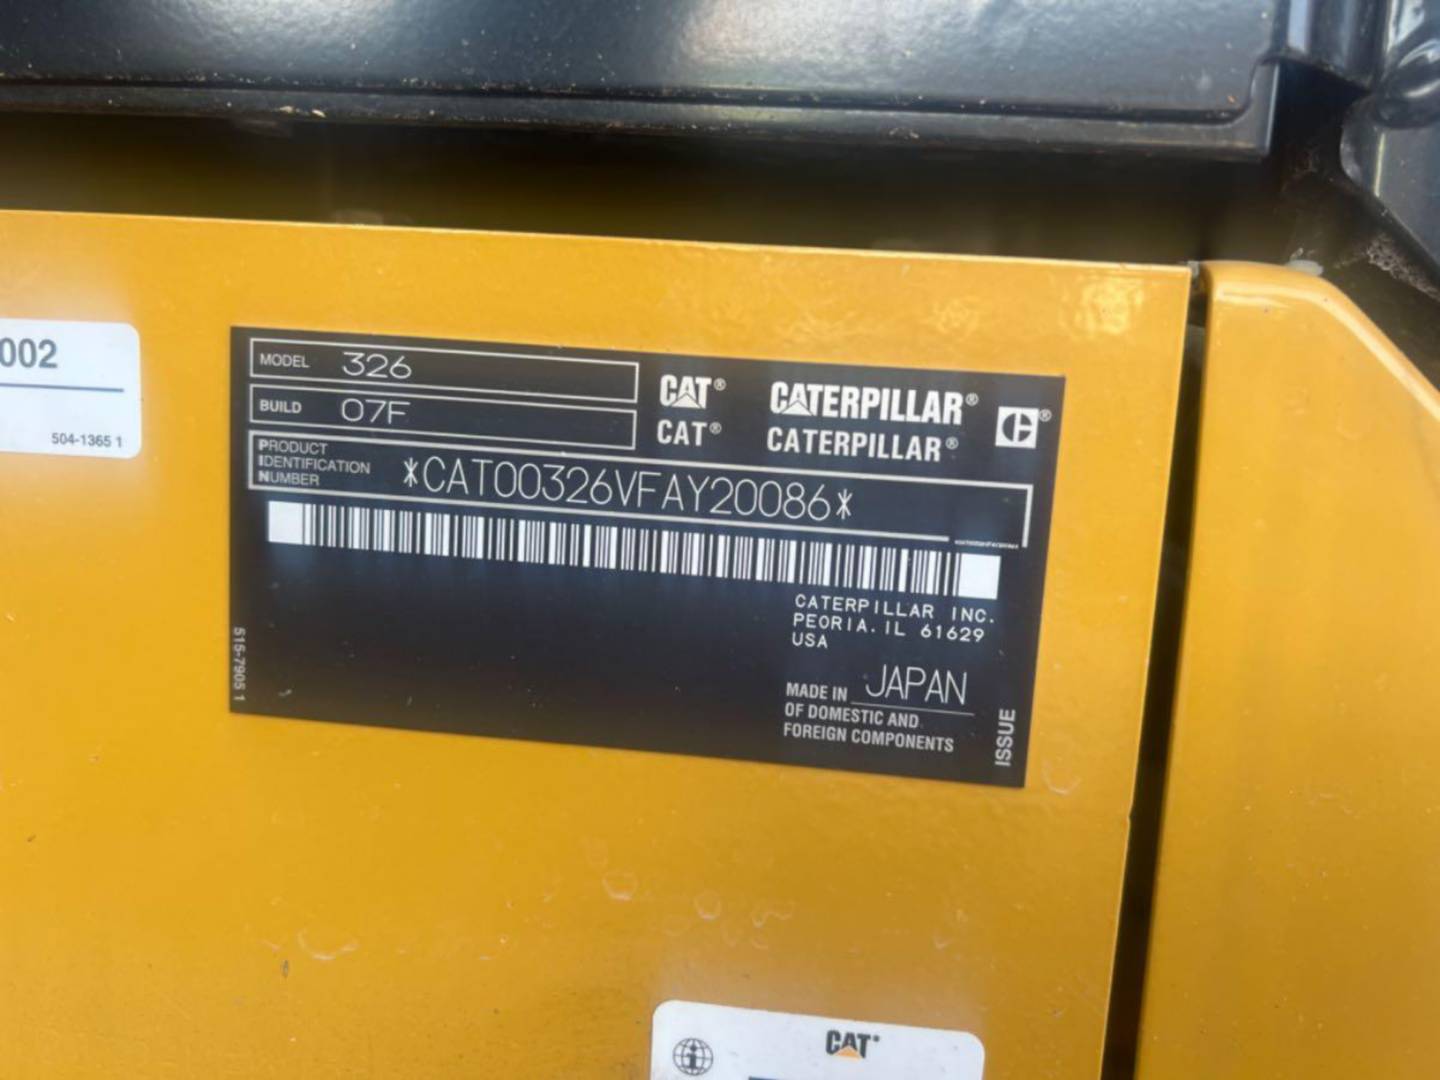 002
504-1365 1
MODEL 326
BUILD 07F
PRODUCT
IDENTIFICATION
NUMBER
*CAT00326VFAY20086*
CAT® CATERPILLAR® ®
CAT® CATERPILLAR®
CATERPILLAR INC.
PEORIA. IL 61629
USA
MADE IN JAPAN
OF DOMESTIC AND
FOREIGN COMPONENTS
515-7905 1
ISSUE
CAT